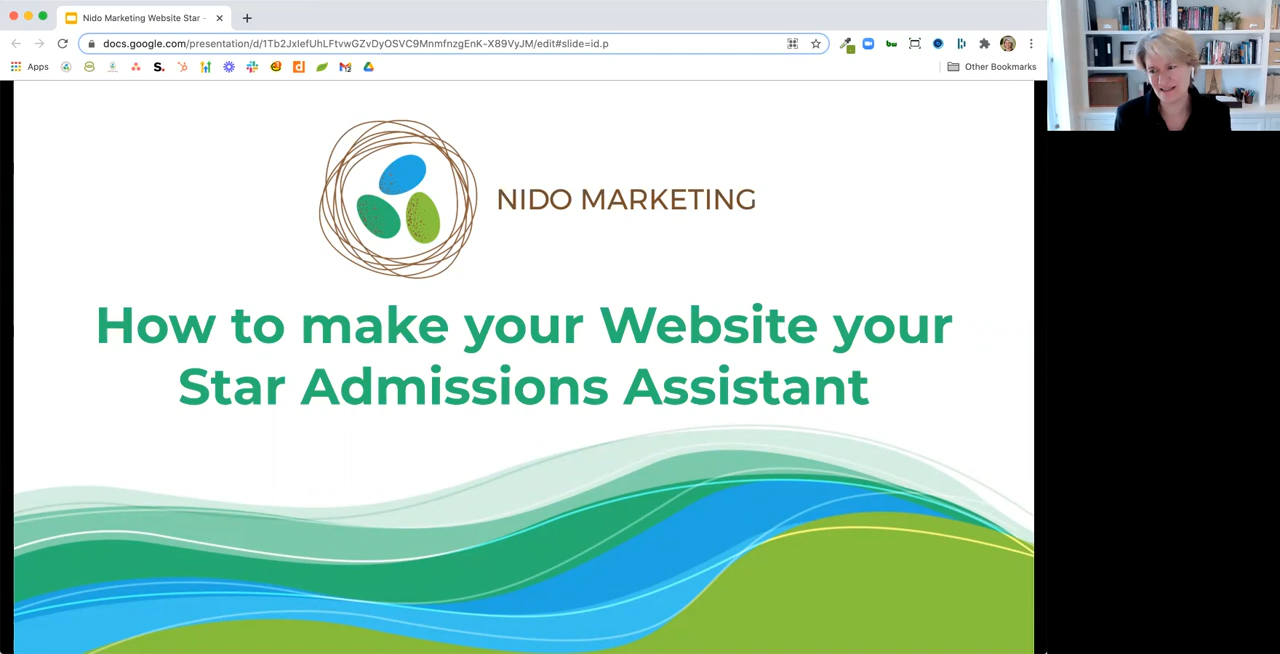 Nido Marketing Website Star -
docs.google.com/presentation/d/1Tb2JxIefUhLFtvwGZvDyOSVC9MnmfnzgEnK-X89VyJM/edit#slide=id.p
Apps
Other Bookmarks
NIDO MARKETING
How to make your Website your
Star Admissions Assistant